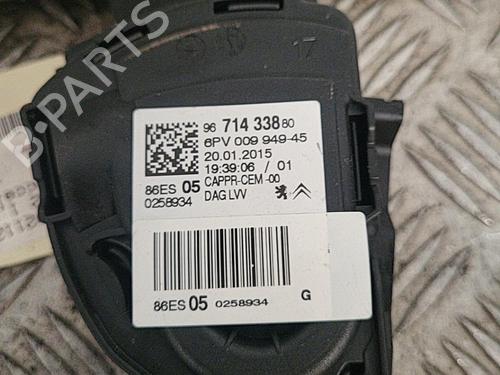 17
96 714 338 80
6PV 009 949-45
20.01.2015
19:39:06 / 01
86ES 05 CAPPR-CEM -00
0258934 DAG LVV
86ES 05 0258934 G
B-PARTS